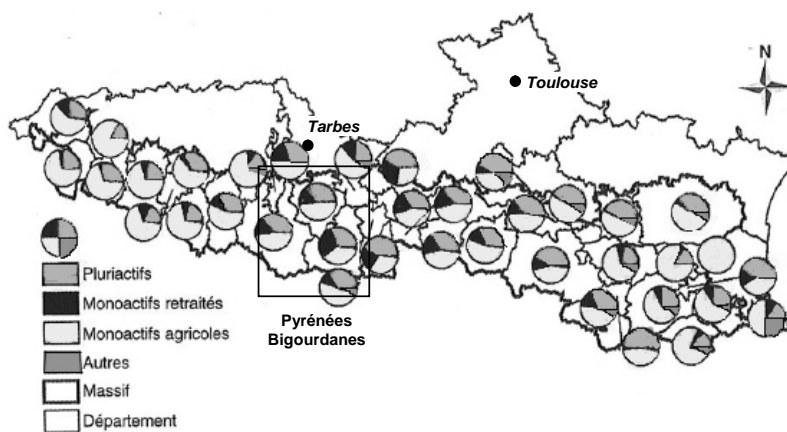 N
Toulouse
Tarbes
Pluriactifs
Monoactifs retraités
Monoactifs agricoles
Autres
Massif
Département
Pyrénées
Bigourdanes